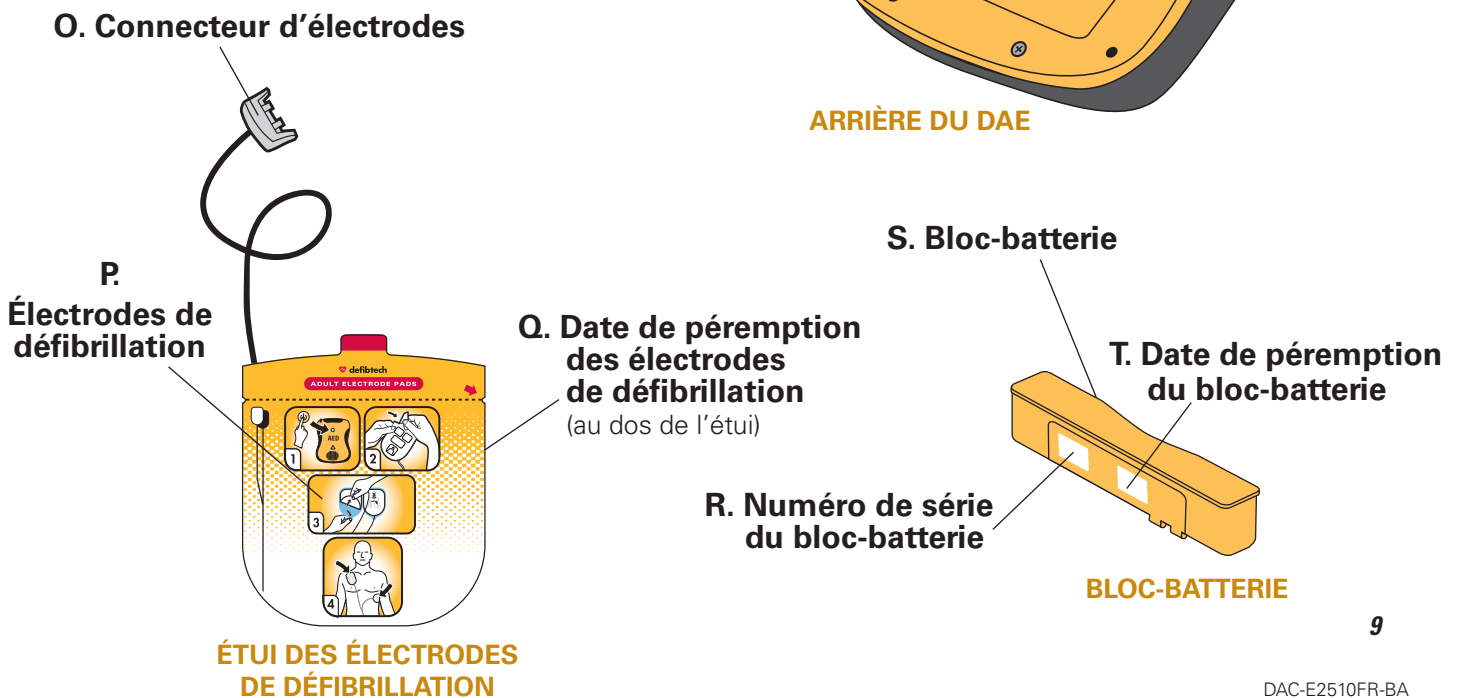 O. Connecteur d'électrodes
ARRIÈRE DU DAE
P.
Électrodes de
défibrillation
Q. Date de péremption
des électrodes
de défibrillation
(au dos de l'étui)
defibtech
ADULT ELECTRODE PADS
AED
1
2
3
4
ÉTUI DES ÉLECTRODES
DE DÉFIBRILLATION
S. Bloc-batterie
T. Date de péremption
du bloc-batterie
R. Numéro de série
du bloc-batterie
BLOC-BATTERIE
9
DAC-E2510FR-BA